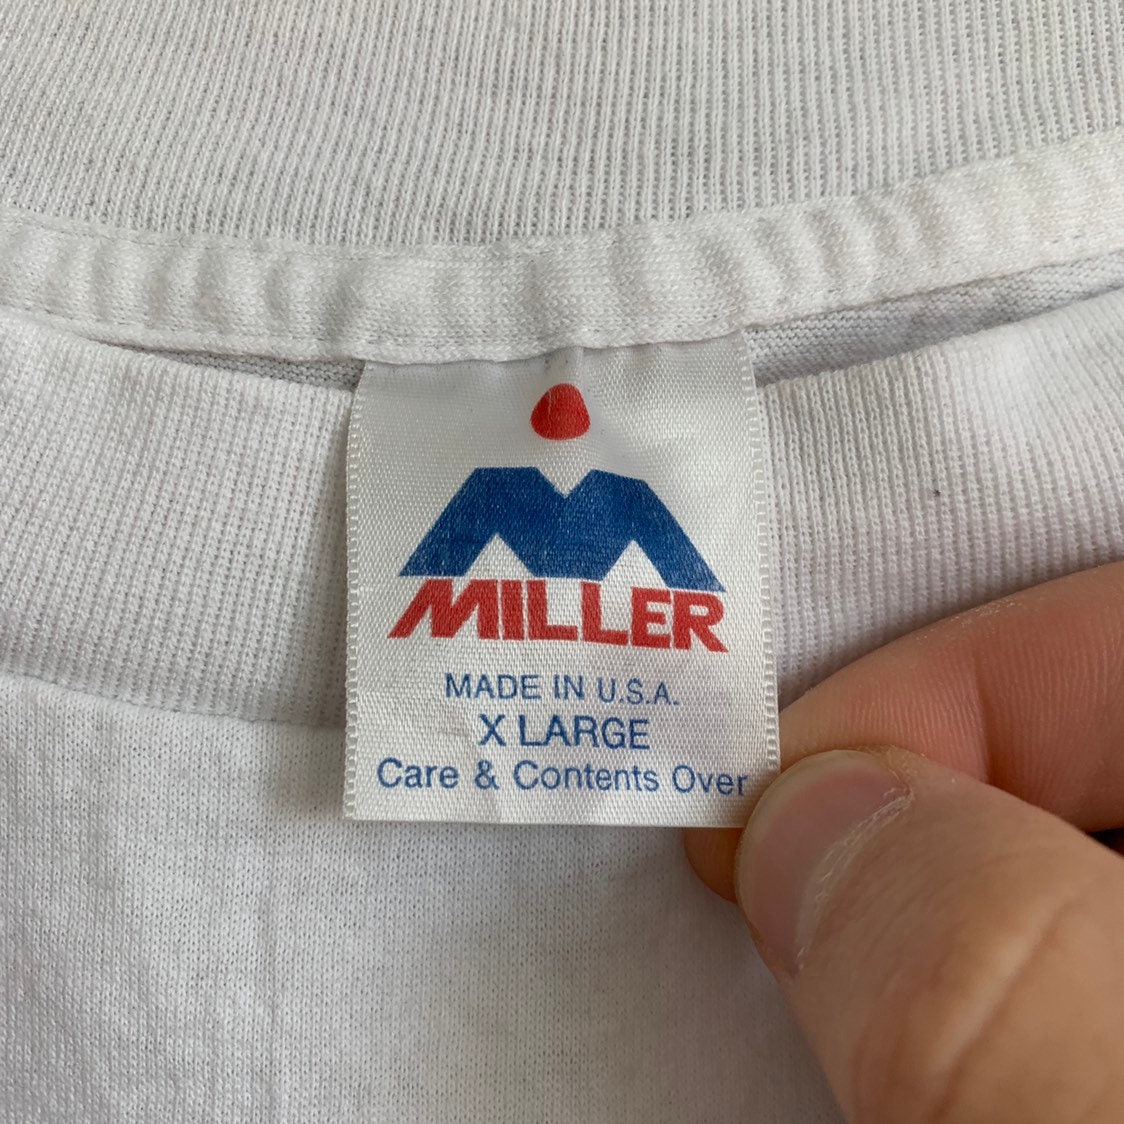 MILLER
MADE IN U.S.A.
X LARGE
Care & Contents Over